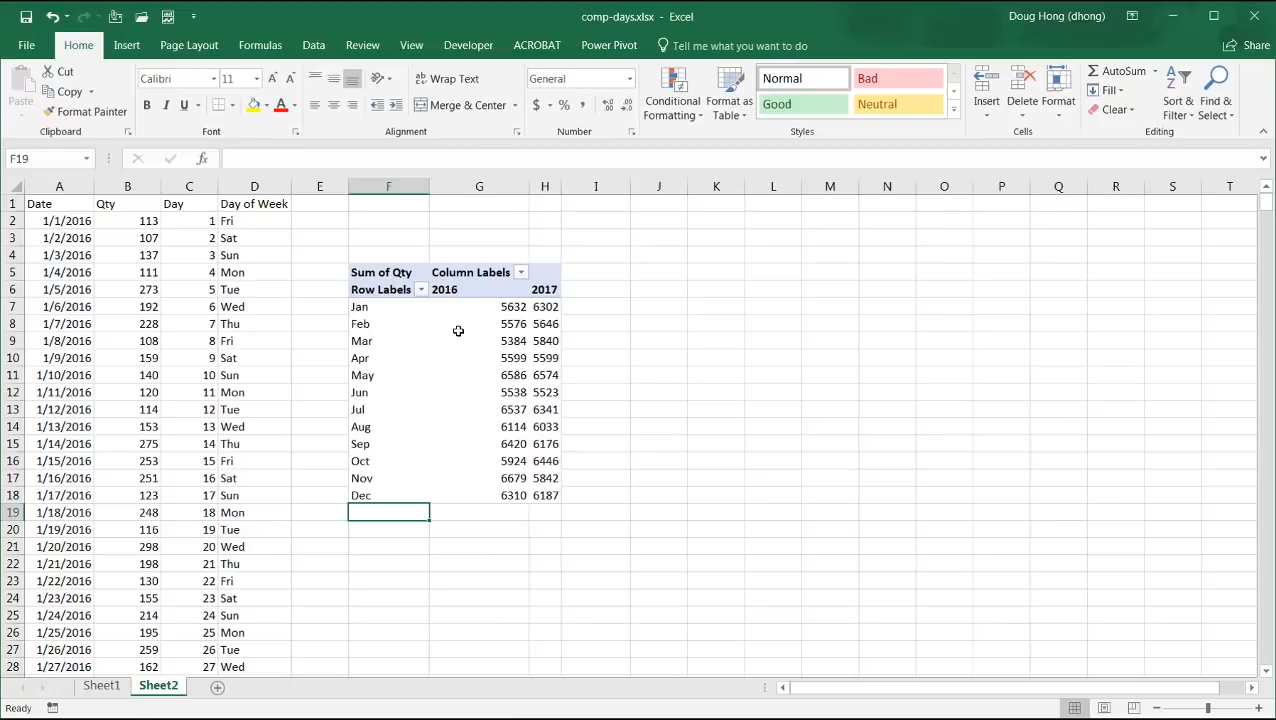 comp-days.xlsx - Excel
Doug Hong (dhong)
File Home Insert Page Layout Formulas Data Review View Developer ACROBAT Power Pivot Tell me what you want to do Share
Paste
Cut
Copy
Format Painter
Clipboard
Calibri 11
B I U A
Font
Wrap Text
Merge & Center
Alignment
General
$ % ,
Number
Conditional Formatting
Format as Table
Normal Bad
Good Neutral
Styles
Insert Delete Format
Cells
AutoSum
Fill
Clear
Sort & Filter
Find & Select
Editing
F19 fx
A B C D E F G H I J K L M N O P Q R S T
1 Date Qty Day Day of Week
2 1/1/2016 113 1 Fri
3 1/2/2016 107 2 Sat
4 1/3/2016 137 3 Sun
5 1/4/2016 111 4 Mon Sum of Qty Column Labels
6 1/5/2016 273 5 Tue Row Labels 2016 2017
7 1/6/2016 192 6 Wed Jan 5632 6302
8 1/7/2016 228 7 Thu Feb 5576 5646
9 1/8/2016 108 8 Fri Mar 5384 5840
10 1/9/2016 159 9 Sat Apr 5599 5599
11 1/10/2016 140 10 Sun May 6586 6574
12 1/11/2016 120 11 Mon Jun 5538 5523
13 1/12/2016 114 12 Tue Jul 6537 6341
14 1/13/2016 153 13 Wed Aug 6114 6033
15 1/14/2016 275 14 Thu Sep 6420 6176
16 1/15/2016 253 15 Fri Oct 5924 6446
17 1/16/2016 251 16 Sat Nov 6679 5842
18 1/17/2016 123 17 Sun Dec 6310 6187
19 1/18/2016 248 18 Mon
20 1/19/2016 116 19 Tue
21 1/20/2016 298 20 Wed
22 1/21/2016 198 21 Thu
23 1/22/2016 130 22 Fri
24 1/23/2016 155 23 Sat
25 1/24/2016 214 24 Sun
26 1/25/2016 195 25 Mon
27 1/26/2016 259 26 Tue
28 1/27/2016 162 27 Wed
Sheet1 Sheet2
Ready